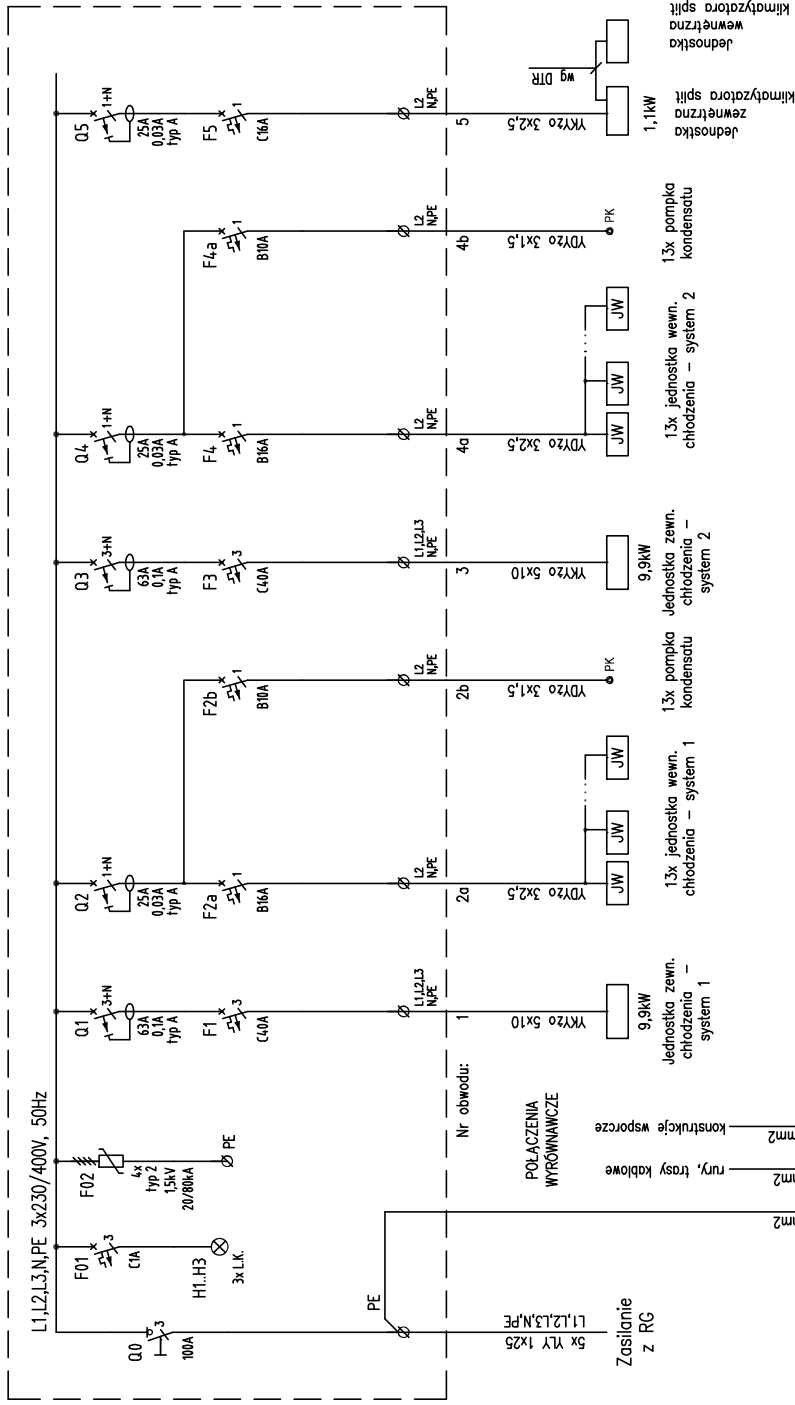 L1,L2,L3,N,PE 3x230/400V, 50Hz
Q0
3
100A
PE
5x YLY 1x25
L1,L2,L3,N,PE
Zasilanie
z RG
F01
3
C1A
H1..H3
3x L.K.
F02
4x
typ 2
1,5kV
20/80kA
PE
Nr obwodu:
POŁĄCZENIA
WYRÓWNAWCZE
konstrukcje wsporcze
rury, trasy kablowe
mm2
mm2
mm2
Q1
3+N
63A
0,1A
typ A
F1
3
C40A
L1,L2,L3
N,PE
1
YKYżo 5x10
9,9kW
Jednostka zewn.
chłodzenia –
system 1
Q2
1+N
25A
0,03A
typ A
F2a
1
B16A
L2
N,PE
2a
YDYżo 3x2,5
JW
JW
JW
13x jednostka wewn.
chłodzenia – system 1
F2b
1
B10A
L2
N,PE
2b
YDYżo 3x1,5
PK
13x pompka
kondensatu
Q3
3+N
63A
0,1A
typ A
F3
3
C40A
L1,L2,L3
N,PE
3
YKYżo 5x10
9,9kW
Jednostka zewn.
chłodzenia –
system 2
Q4
1+N
25A
0,03A
typ A
F4
1
B16A
L2
N,PE
4a
YDYżo 3x2,5
JW
JW
JW
13x jednostka wewn.
chłodzenia – system 2
F4a
1
B10A
L2
N,PE
4b
YDYżo 3x1,5
PK
13x pompka
kondensatu
Q5
1+N
25A
0,03A
typ A
F5
1
C16A
L2
N,PE
5
YKYżo 3x2,5
wg DTR
1,1kW
Jednostka
zewnętrzna
klimatyzatora split
Jednostka
wewnętrzna
klimatyzatora split